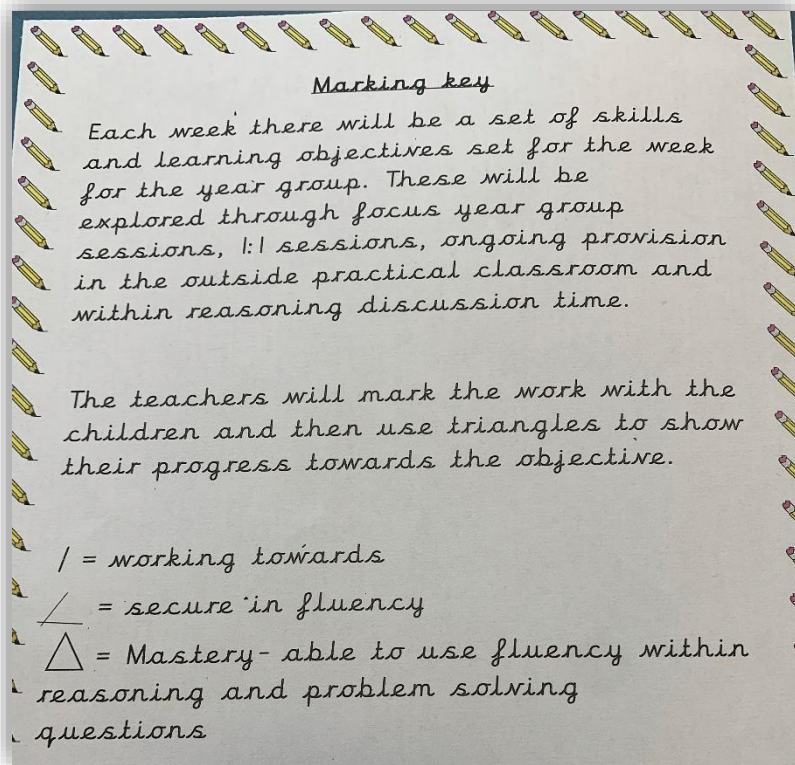 Marking key
Each week there will be a set of skills
and learning objectives set for the week
for the year group. These will be
explored through focus year group
sessions, 1:1 sessions, ongoing provision
in the outside practical classroom and
within reasoning discussion time.
The teachers will mark the work with the
children and then use triangles to show
their progress towards the objective.
/ = working towards
∠ = secure in fluency
△ = Mastery- able to use fluency within
reasoning and problem solving
questions